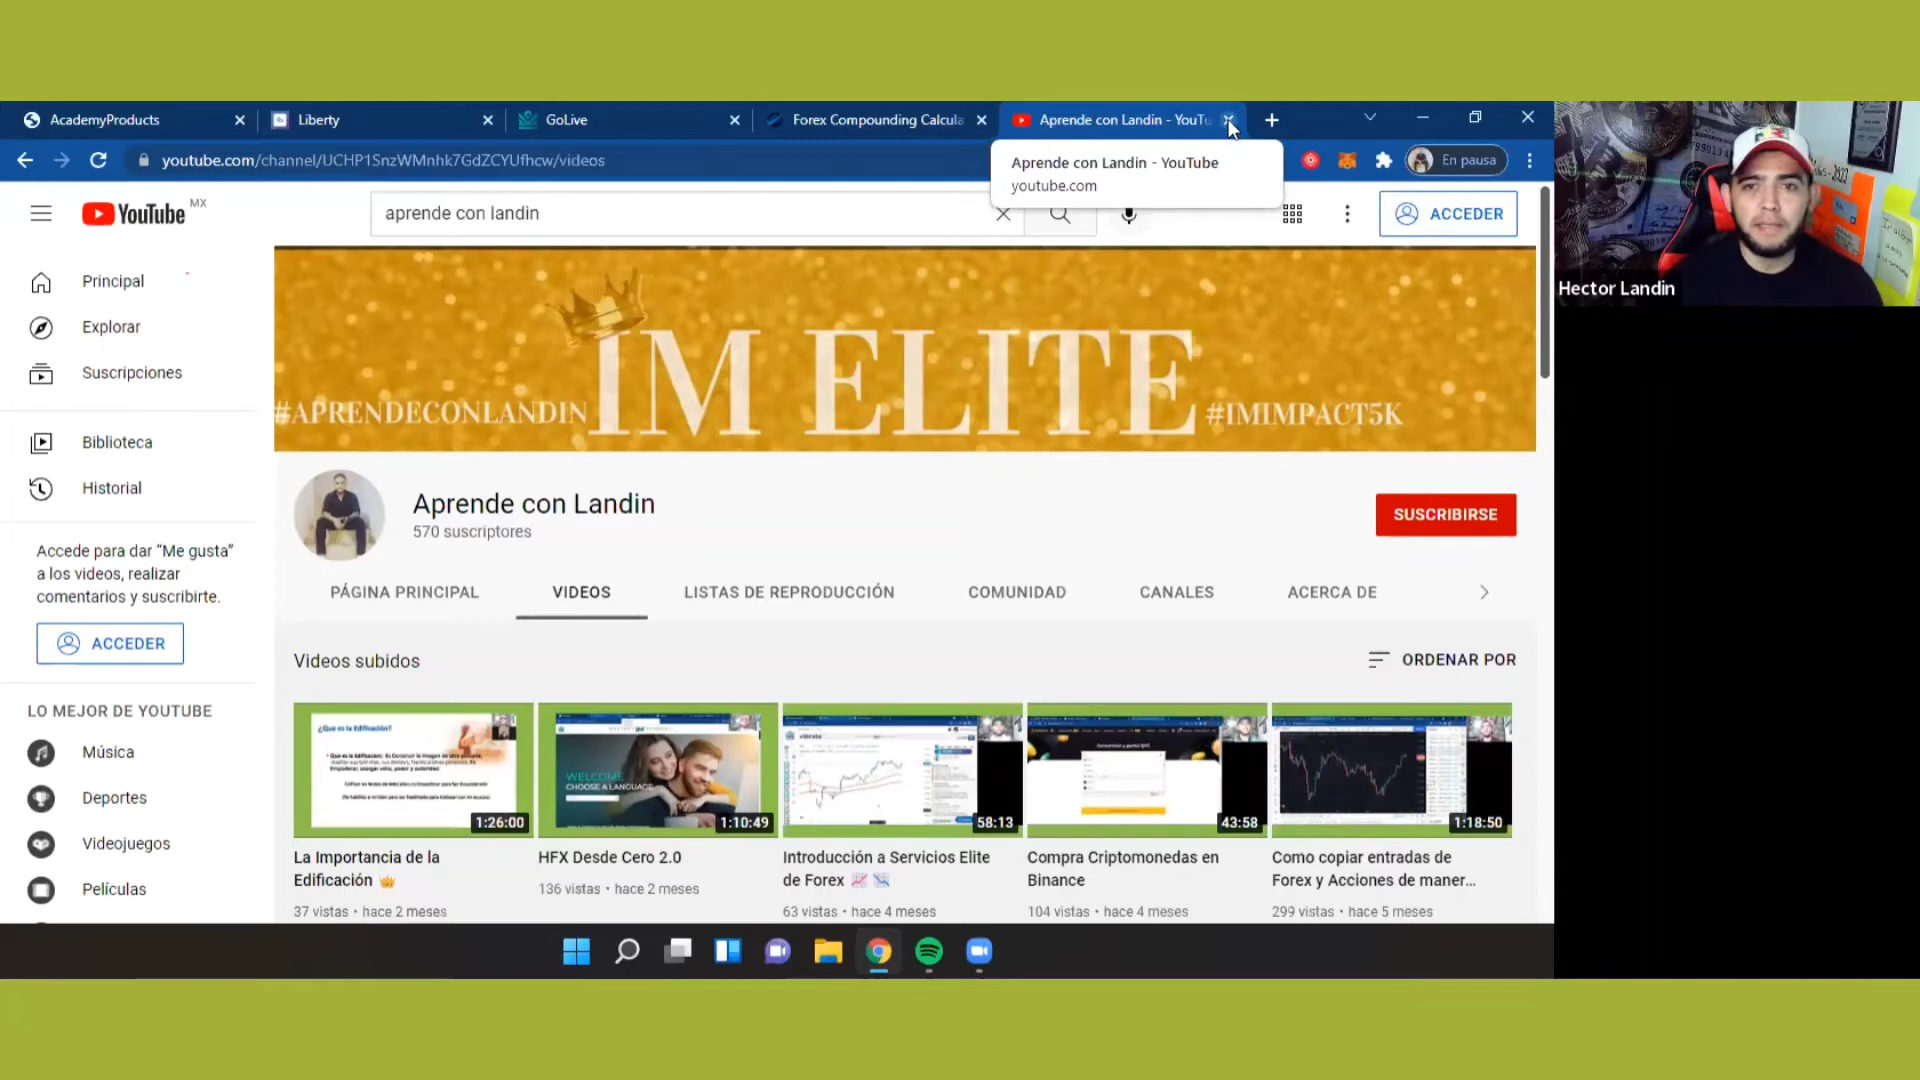 AcademyProducts
Liberty
GoLive
Forex Compounding Calcula
Aprende con Landin - YouTu
youtube.com/channel/UCHP1SnzWMnhk7GdZCYUfhcw/videos
Aprende con Landin - YouTube
youtube.com
En pausa
YouTube MX
aprende con landin
ACCEDER
Hector Landin
Principal
Explorar
Suscripciones
Biblioteca
Historial
Accede para dar “Me gusta”
a los videos, realizar
comentarios y suscribirte.
ACCEDER
LO MEJOR DE YOUTUBE
Música
Deportes
Videojuegos
Películas
#APRENDECONLANDIN IM ELITE #IMIMPACT5K
Aprende con Landin
570 suscriptores
SUSCRIBIRSE
PÁGINA PRINCIPAL
VIDEOS
LISTAS DE REPRODUCCIÓN
COMUNIDAD
CANALES
ACERCA DE
Videos subidos
ORDENAR POR
¿Que es la Edificación?
1:26:00
La Importancia de la
Edificación
37 vistas • hace 2 meses
WELCOME
CHOOSE A LANGUAGE
1:10:49
HFX Desde Cero 2.0
136 vistas • hace 2 meses
58:13
Introducción a Servicios Elite
de Forex
63 vistas • hace 4 meses
43:58
Compra Criptomonedas en
Binance
104 vistas • hace 4 meses
1:18:50
Como copiar entradas de
Forex y Acciones de maner...
299 vistas • hace 5 meses